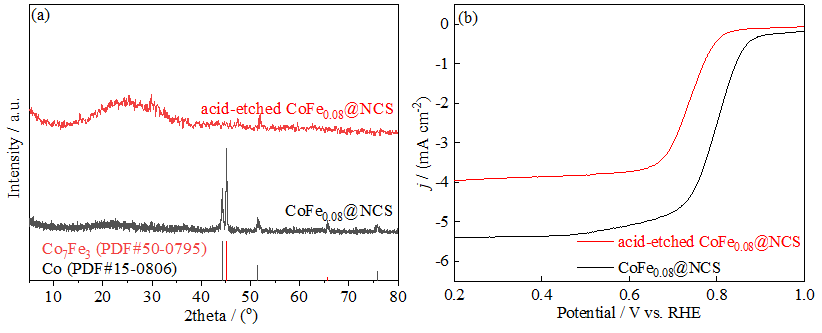 (a)
Intensity / a.u.
acid-etched CoFe0.08@NCS
CoFe0.08@NCS
Co7Fe3 (PDF#50-0795)
Co (PDF#15-0806)
10 20 30 40 50 60 70 80
2theta / (o)
(b)
j / (mA cm-2)
0
-1
-2
-3
-4
-5
-6
acid-etched CoFe0.08@NCS
CoFe0.08@NCS
0.2 0.4 0.6 0.8 1.0
Potential / V vs. RHE